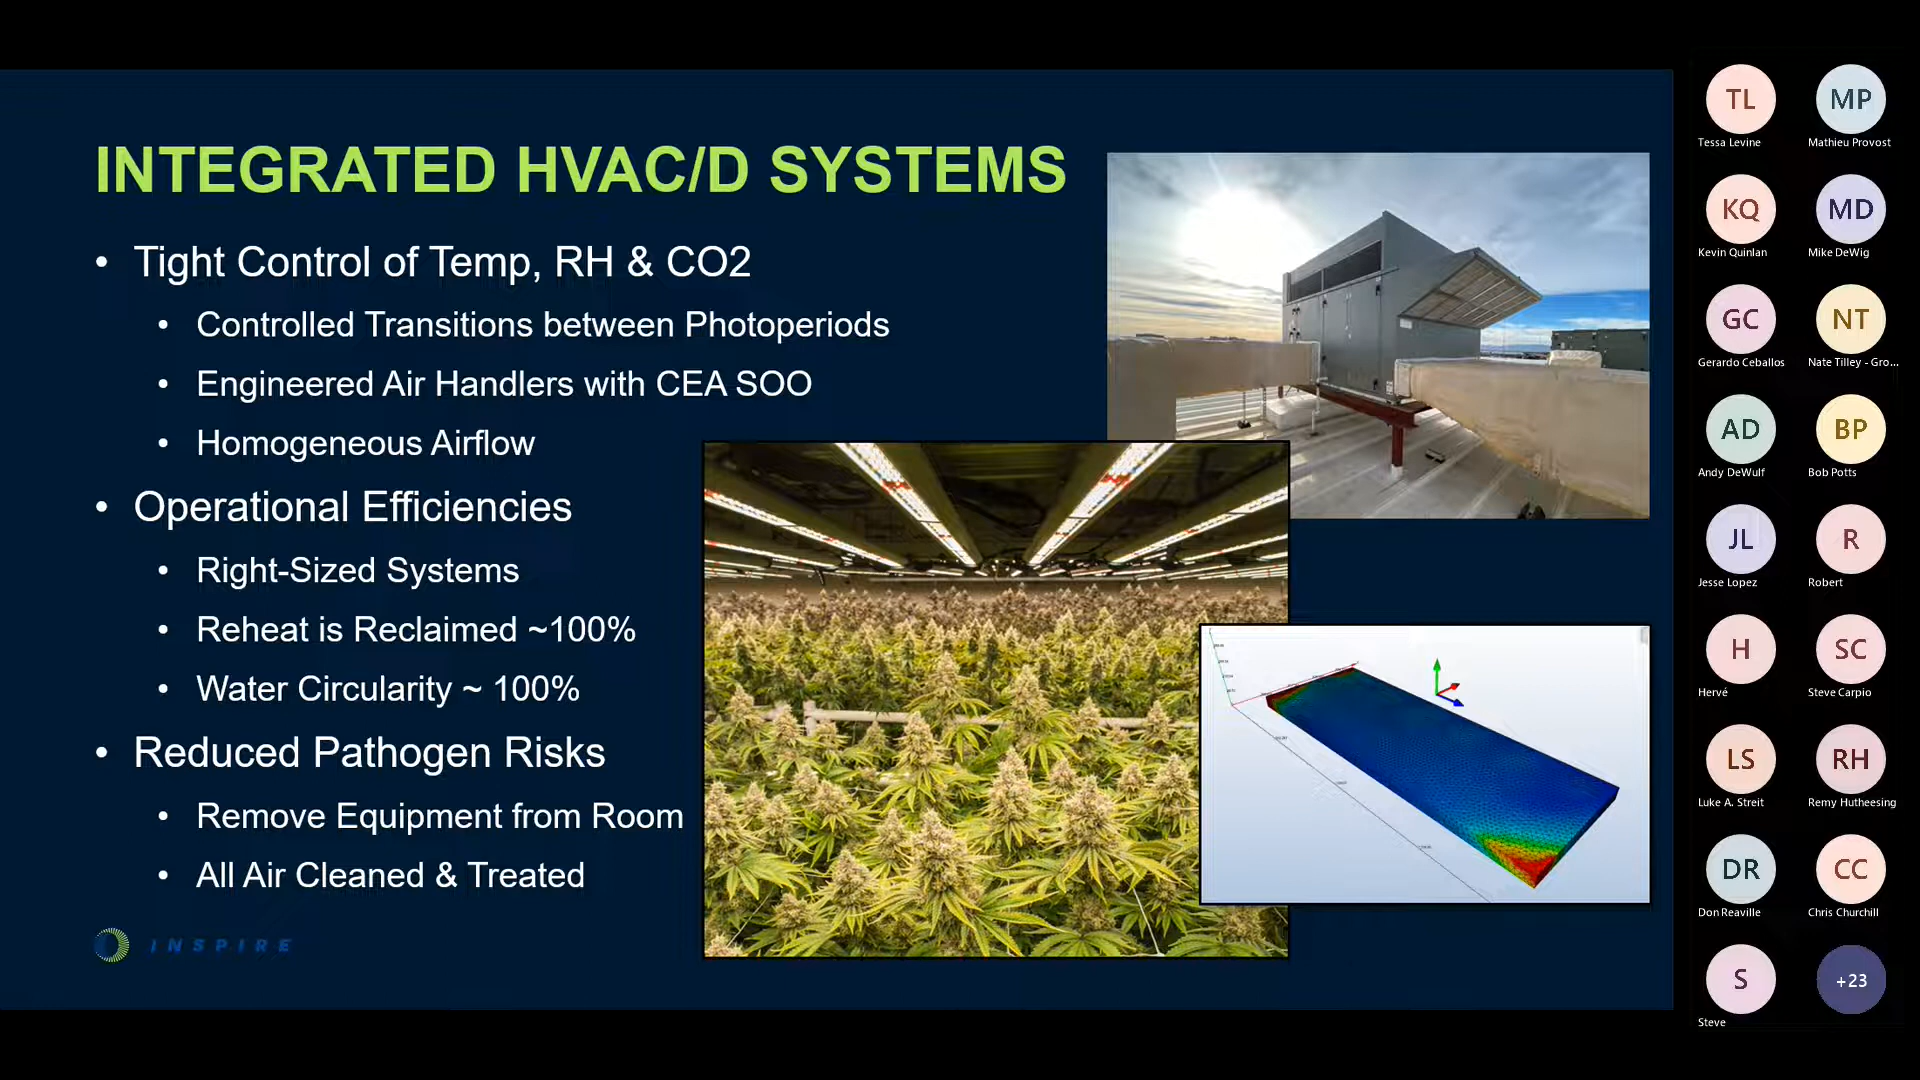 INTEGRATED HVAC/D SYSTEMS
• Tight Control of Temp, RH & CO2
• Controlled Transitions between Photoperiods
• Engineered Air Handlers with CEA SOO
• Homogeneous Airflow
• Operational Efficiencies
• Right-Sized Systems
• Reheat is Reclaimed ~100%
• Water Circularity ~ 100%
• Reduced Pathogen Risks
• Remove Equipment from Room
• All Air Cleaned & Treated
INSPIRE
TL MP
Tessa Levine Mathieu Provost
KQ MD
Kevin Quinlan Mike DeWig
GC NT
Gerardo Ceballos Nate Tilley - Gro...
AD BP
Andy DeWulf Bob Potts
JL R
Jesse Lopez Robert
H SC
Hervé Steve Carpio
LS RH
Luke A. Streit Remy Hutheesing
DR CC
Don Reaville Chris Churchill
S +23
Steve